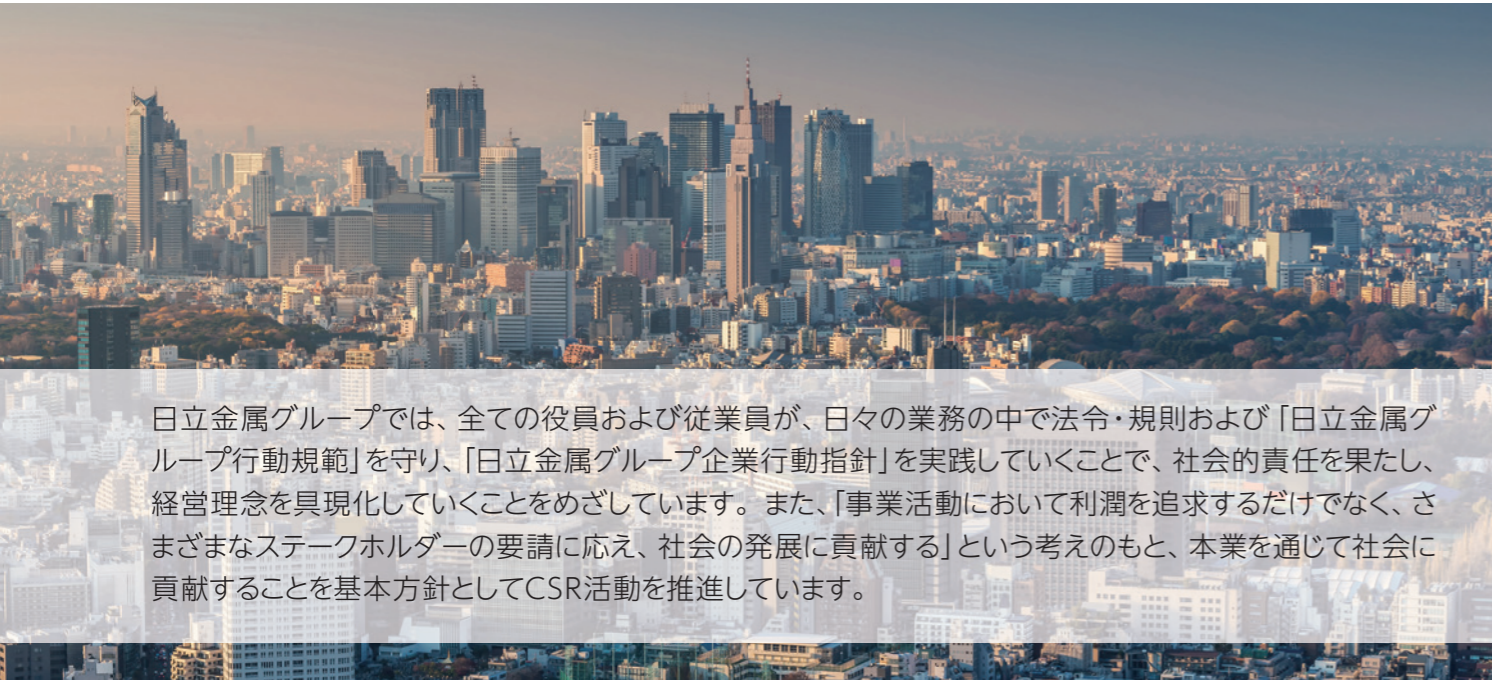 日立金属グループでは、全ての役員および従業員が、日々の業務の中で法令・規則および「日立金属グ
ループ行動規範」を守り、「日立金属グループ企業行動指針」を実践していくことで、社会的責任を果たし、
経営理念を具現化していくことをめざしています。また、「事業活動において利潤を追求するだけでなく、さ
まざまなステークホルダーの要請に応え、社会の発展に貢献する」という考えのもと、本業を通じて社会に
貢献することを基本方針としてCSR活動を推進しています。